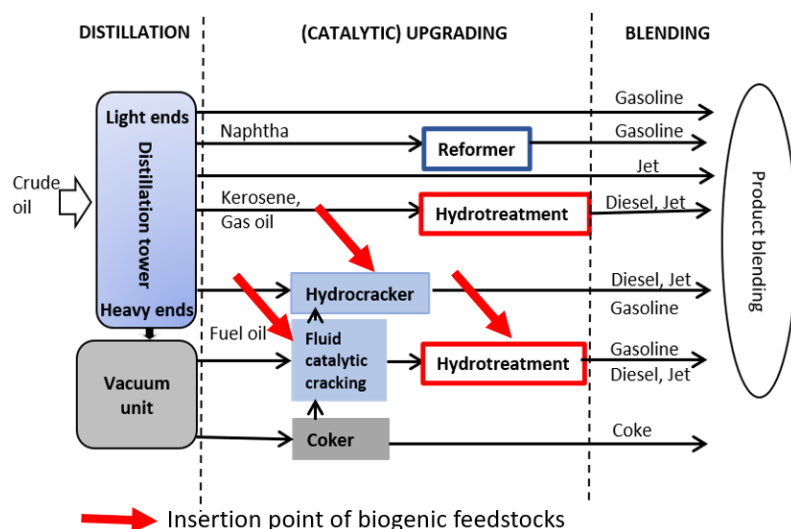 DISTILLATION
(CATALYTIC) UPGRADING
BLENDING
Light ends
Distillation tower
Heavy ends
Crude
oil
Naphtha
Reformer
Gasoline
Gasoline
Jet
Kerosene,
Gas oil
Hydrotreatment
Diesel, Jet
Hydrocracker
Diesel, Jet
Gasoline
Fuel oil
Fluid
catalytic
cracking
Hydrotreatment
Gasoline
Diesel, Jet
Vacuum
unit
Coker
Coke
Product blending
Insertion point of biogenic feedstocks